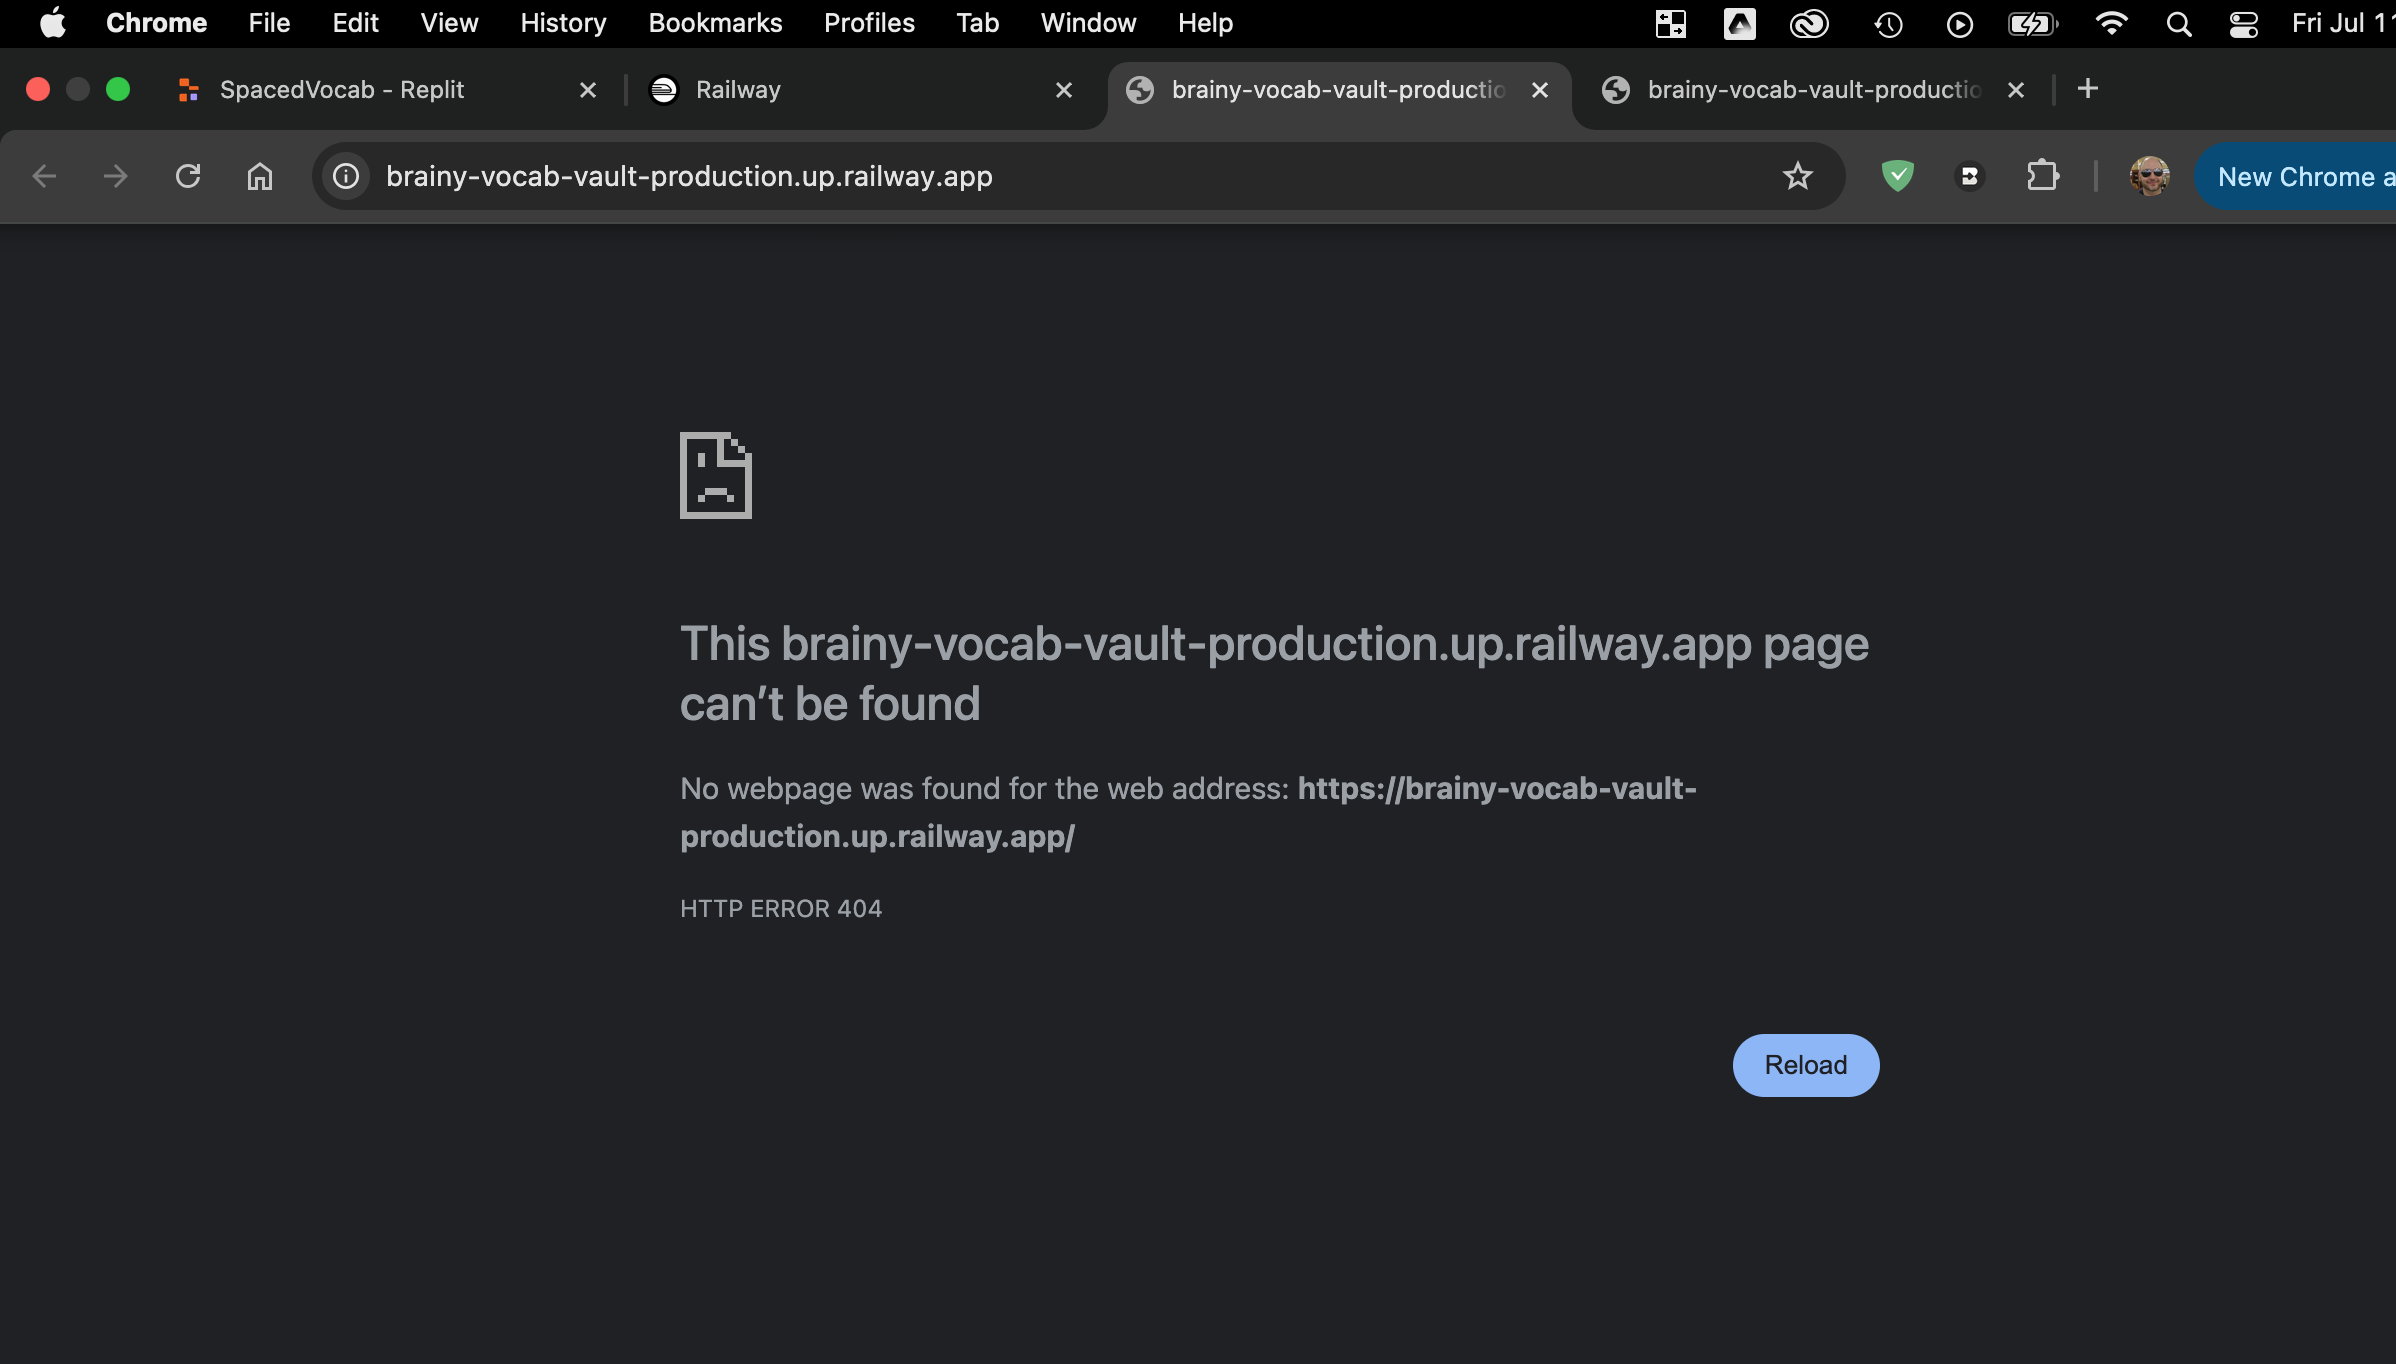 Chrome File Edit View History Bookmarks Profiles Tab Window Help Fri Jul 11
SpacedVocab - Replit Railway brainy-vocab-vault-productio brainy-vocab-vault-productio
brainy-vocab-vault-production.up.railway.app New Chrome a
This brainy-vocab-vault-production.up.railway.app page
can’t be found
No webpage was found for the web address: https://brainy-vocab-vault-
production.up.railway.app/
HTTP ERROR 404
Reload